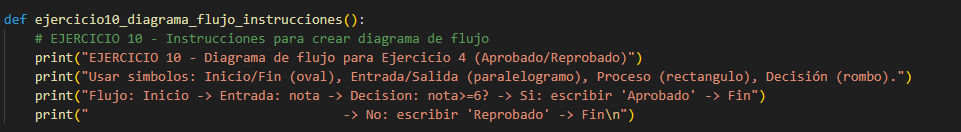 def ejercicio10_diagrama_flujo_instrucciones():
    # EJERCICIO 10 - Instrucciones para crear diagrama de flujo
    print("EJERCICIO 10 - Diagrama de flujo para Ejercicio 4 (Aprobado/Reprobado)")
    print("Usar simbolos: Inicio/Fin (oval), Entrada/Salida (paralelogramo), Proceso (rectangulo), Decisión (rombo).")
    print("Flujo: Inicio -> Entrada: nota -> Decision: nota>=6? -> Si: escribir 'Aprobado' -> Fin")
    print("                                 -> No: escribir 'Reprobado' -> Fin\n")